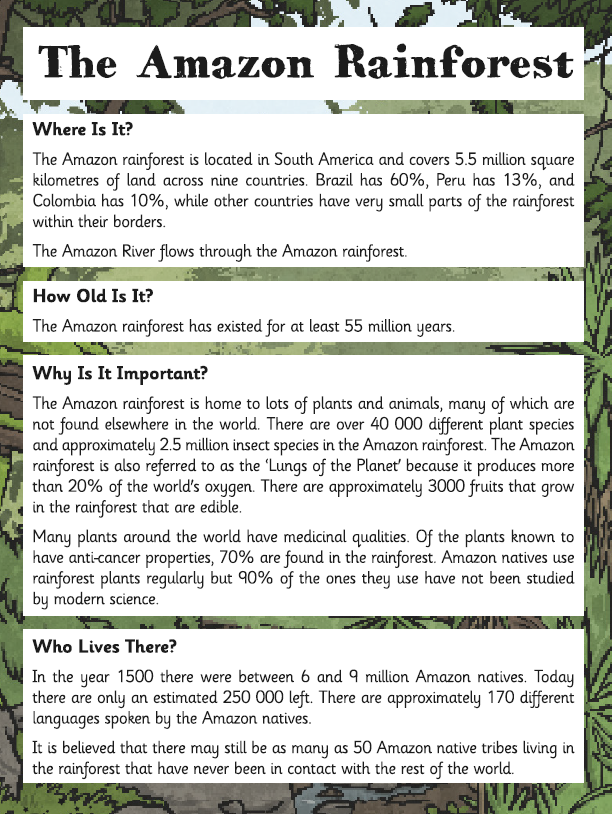 The Amazon Rainforest
Where Is It?
The Amazon rainforest is located in South America and covers 5.5 million square
kilometres of land across nine countries. Brazil has 60%, Peru has 13%, and
Colombia has 10%, while other countries have very small parts of the rainforest
within their borders.
The Amazon River flows through the Amazon rainforest.
How Old Is It?
The Amazon rainforest has existed for at least 55 million years.
Why Is It Important?
The Amazon rainforest is home to lots of plants and animals, many of which are
not found elsewhere in the world. There are over 40 000 different plant species
and approximately 2.5 million insect species in the Amazon rainforest. The Amazon
rainforest is also referred to as the ‘Lungs of the Planet’ because it produces more
than 20% of the world’s oxygen. There are approximately 3000 fruits that grow
in the rainforest that are edible.
Many plants around the world have medicinal qualities. Of the plants known to
have anti-cancer properties, 70% are found in the rainforest. Amazon natives use
rainforest plants regularly but 90% of the ones they use have not been studied
by modern science.
Who Lives There?
In the year 1500 there were between 6 and 9 million Amazon natives. Today
there are only an estimated 250 000 left. There are approximately 170 different
languages spoken by the Amazon natives.
It is believed that there may still be as many as 50 Amazon native tribes living in
the rainforest that have never been in contact with the rest of the world.